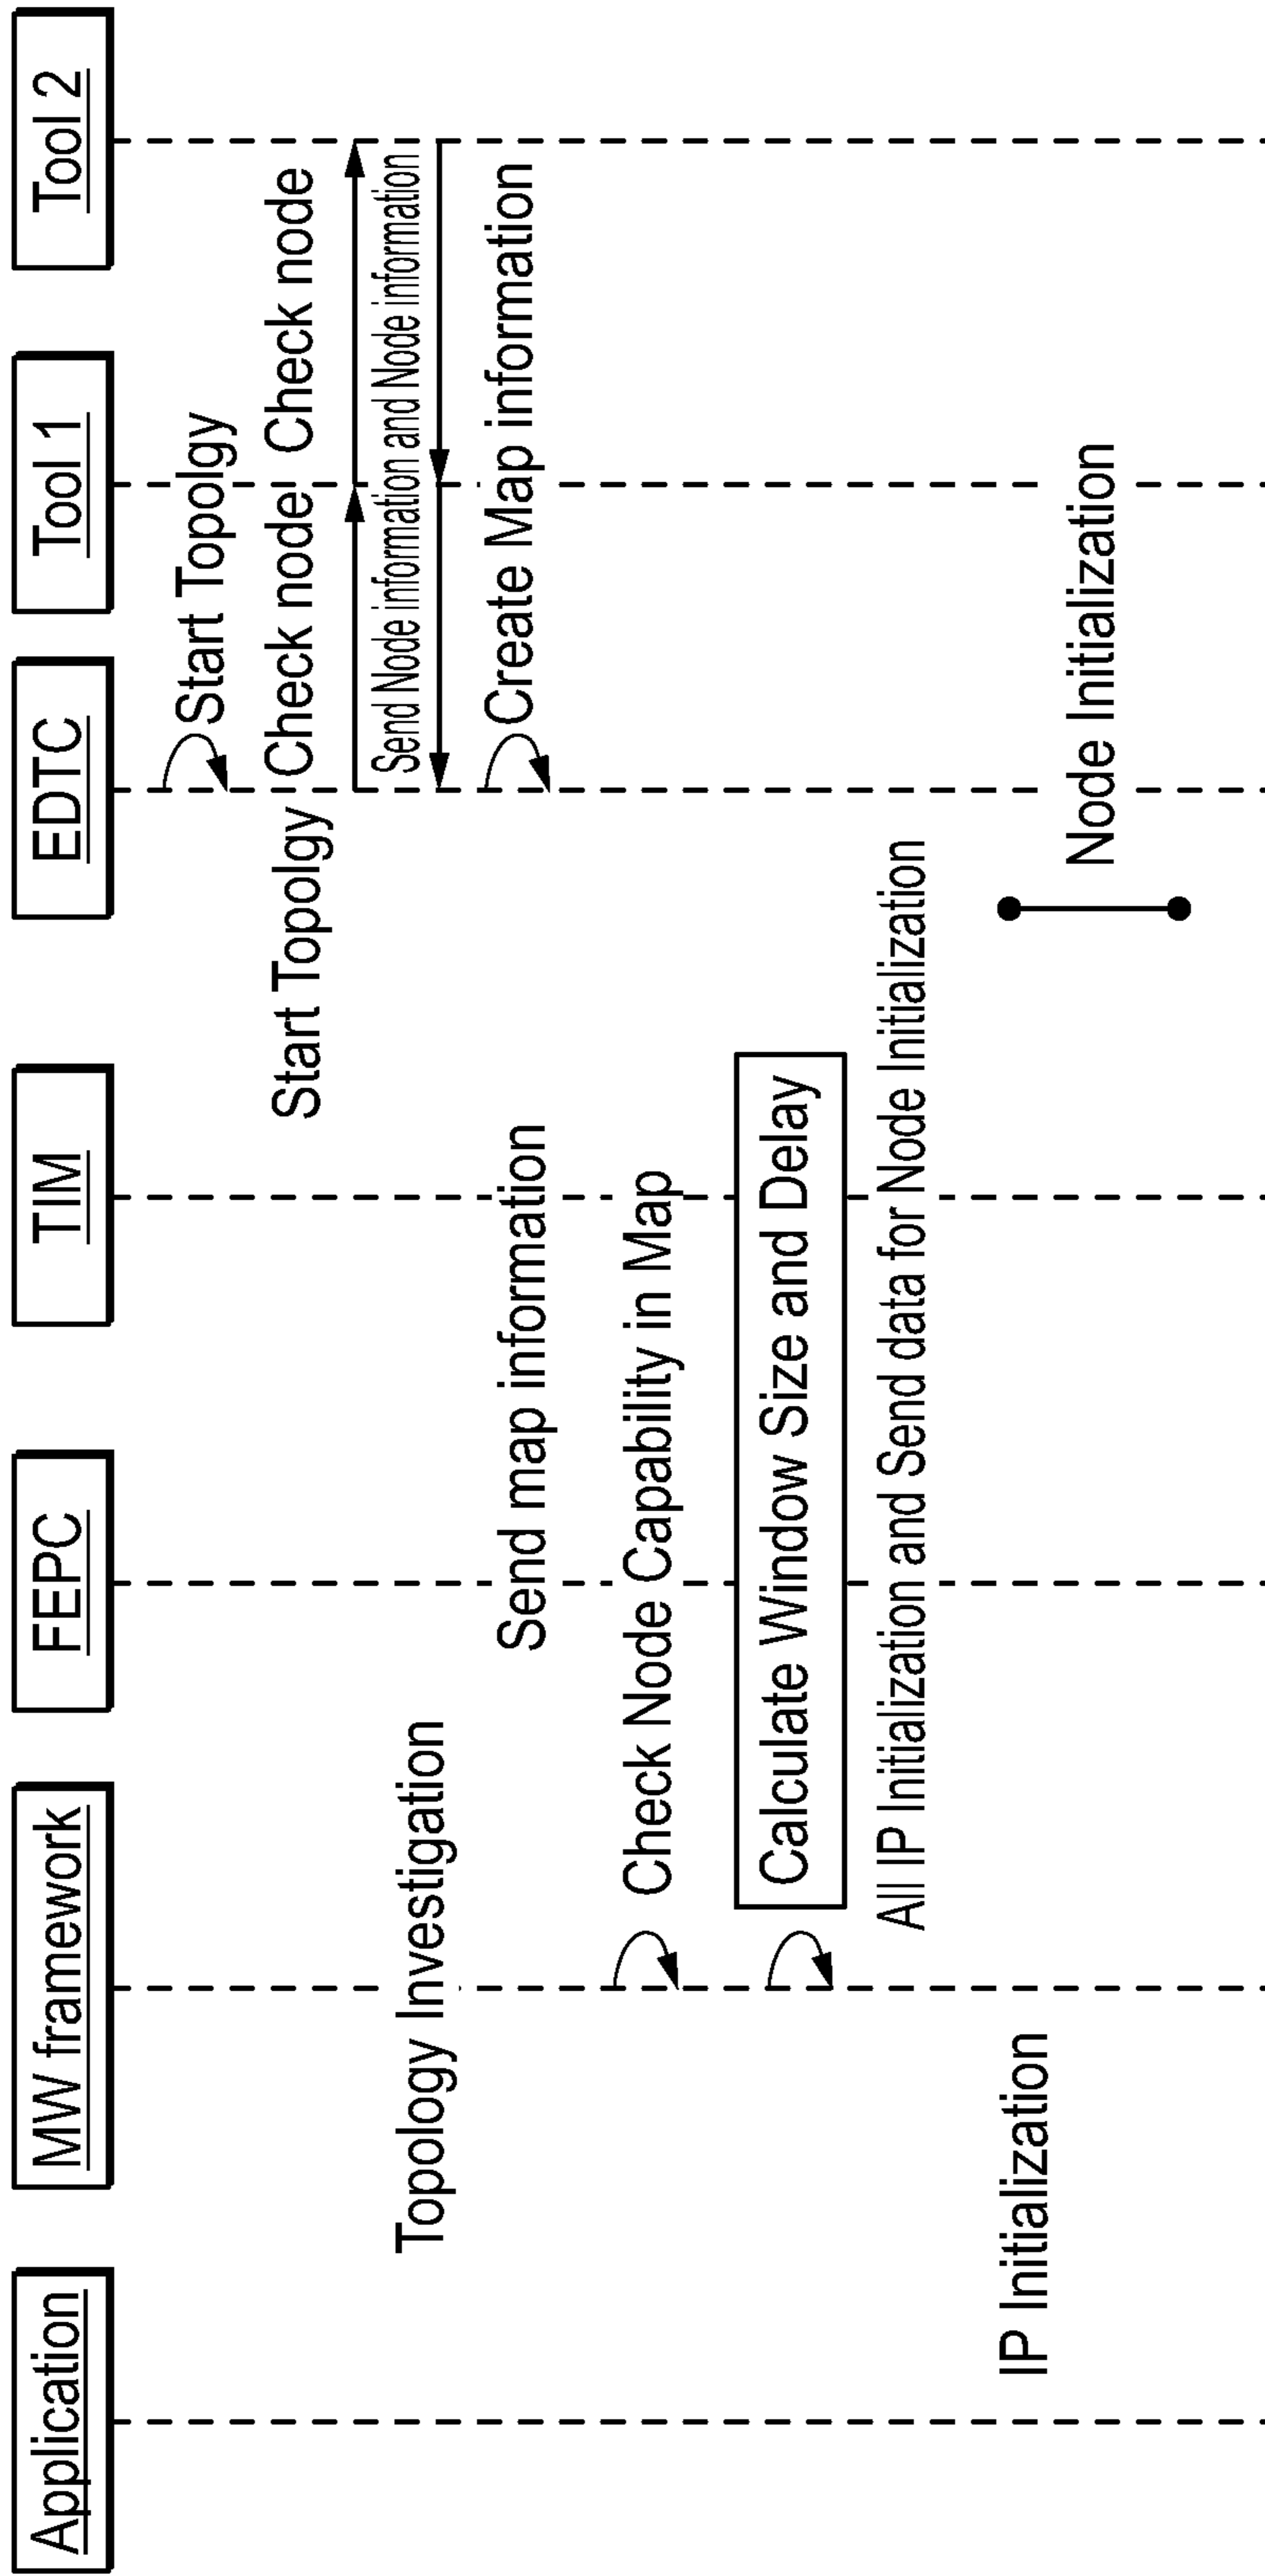 Application
MW framework
FEPC
TIM
EDTC
Tool 1
Tool 2
Start Topolgy
Start Topolgy
Check node
Check node
Send Node information and Node information
Topology Investigation
Send map information
Create Map information
Check Node Capability in Map
Calculate Window Size and Delay
All IP Initialization and Send data for Node Initialization
IP Initialization
Node Initialization